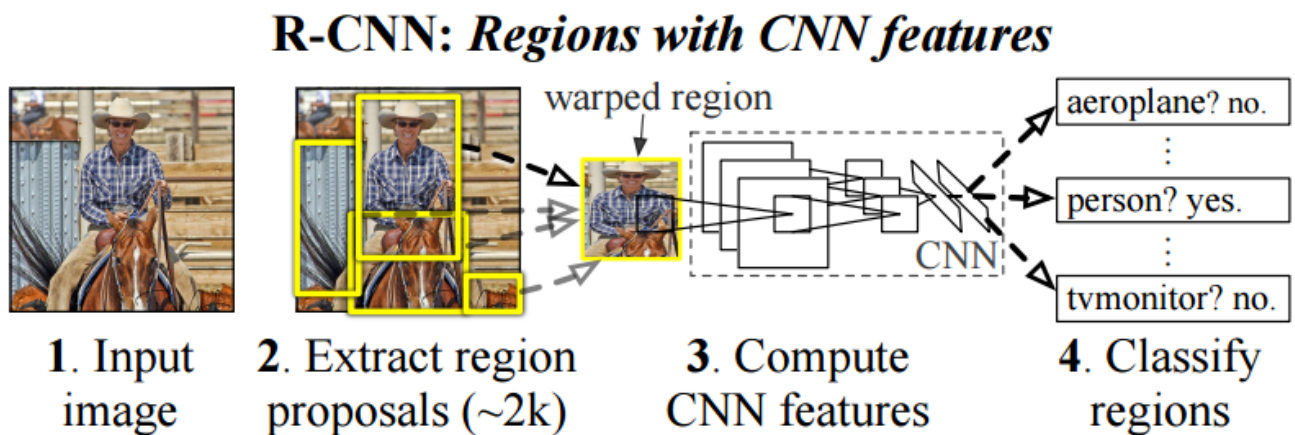 R-CNN: Regions with CNN features
warped region
aeroplane? no.
⋮
person? yes.
⋮
tvmonitor? no.
CNN
1. Input
image
2. Extract region
proposals (~2k)
3. Compute
CNN features
4. Classify
regions